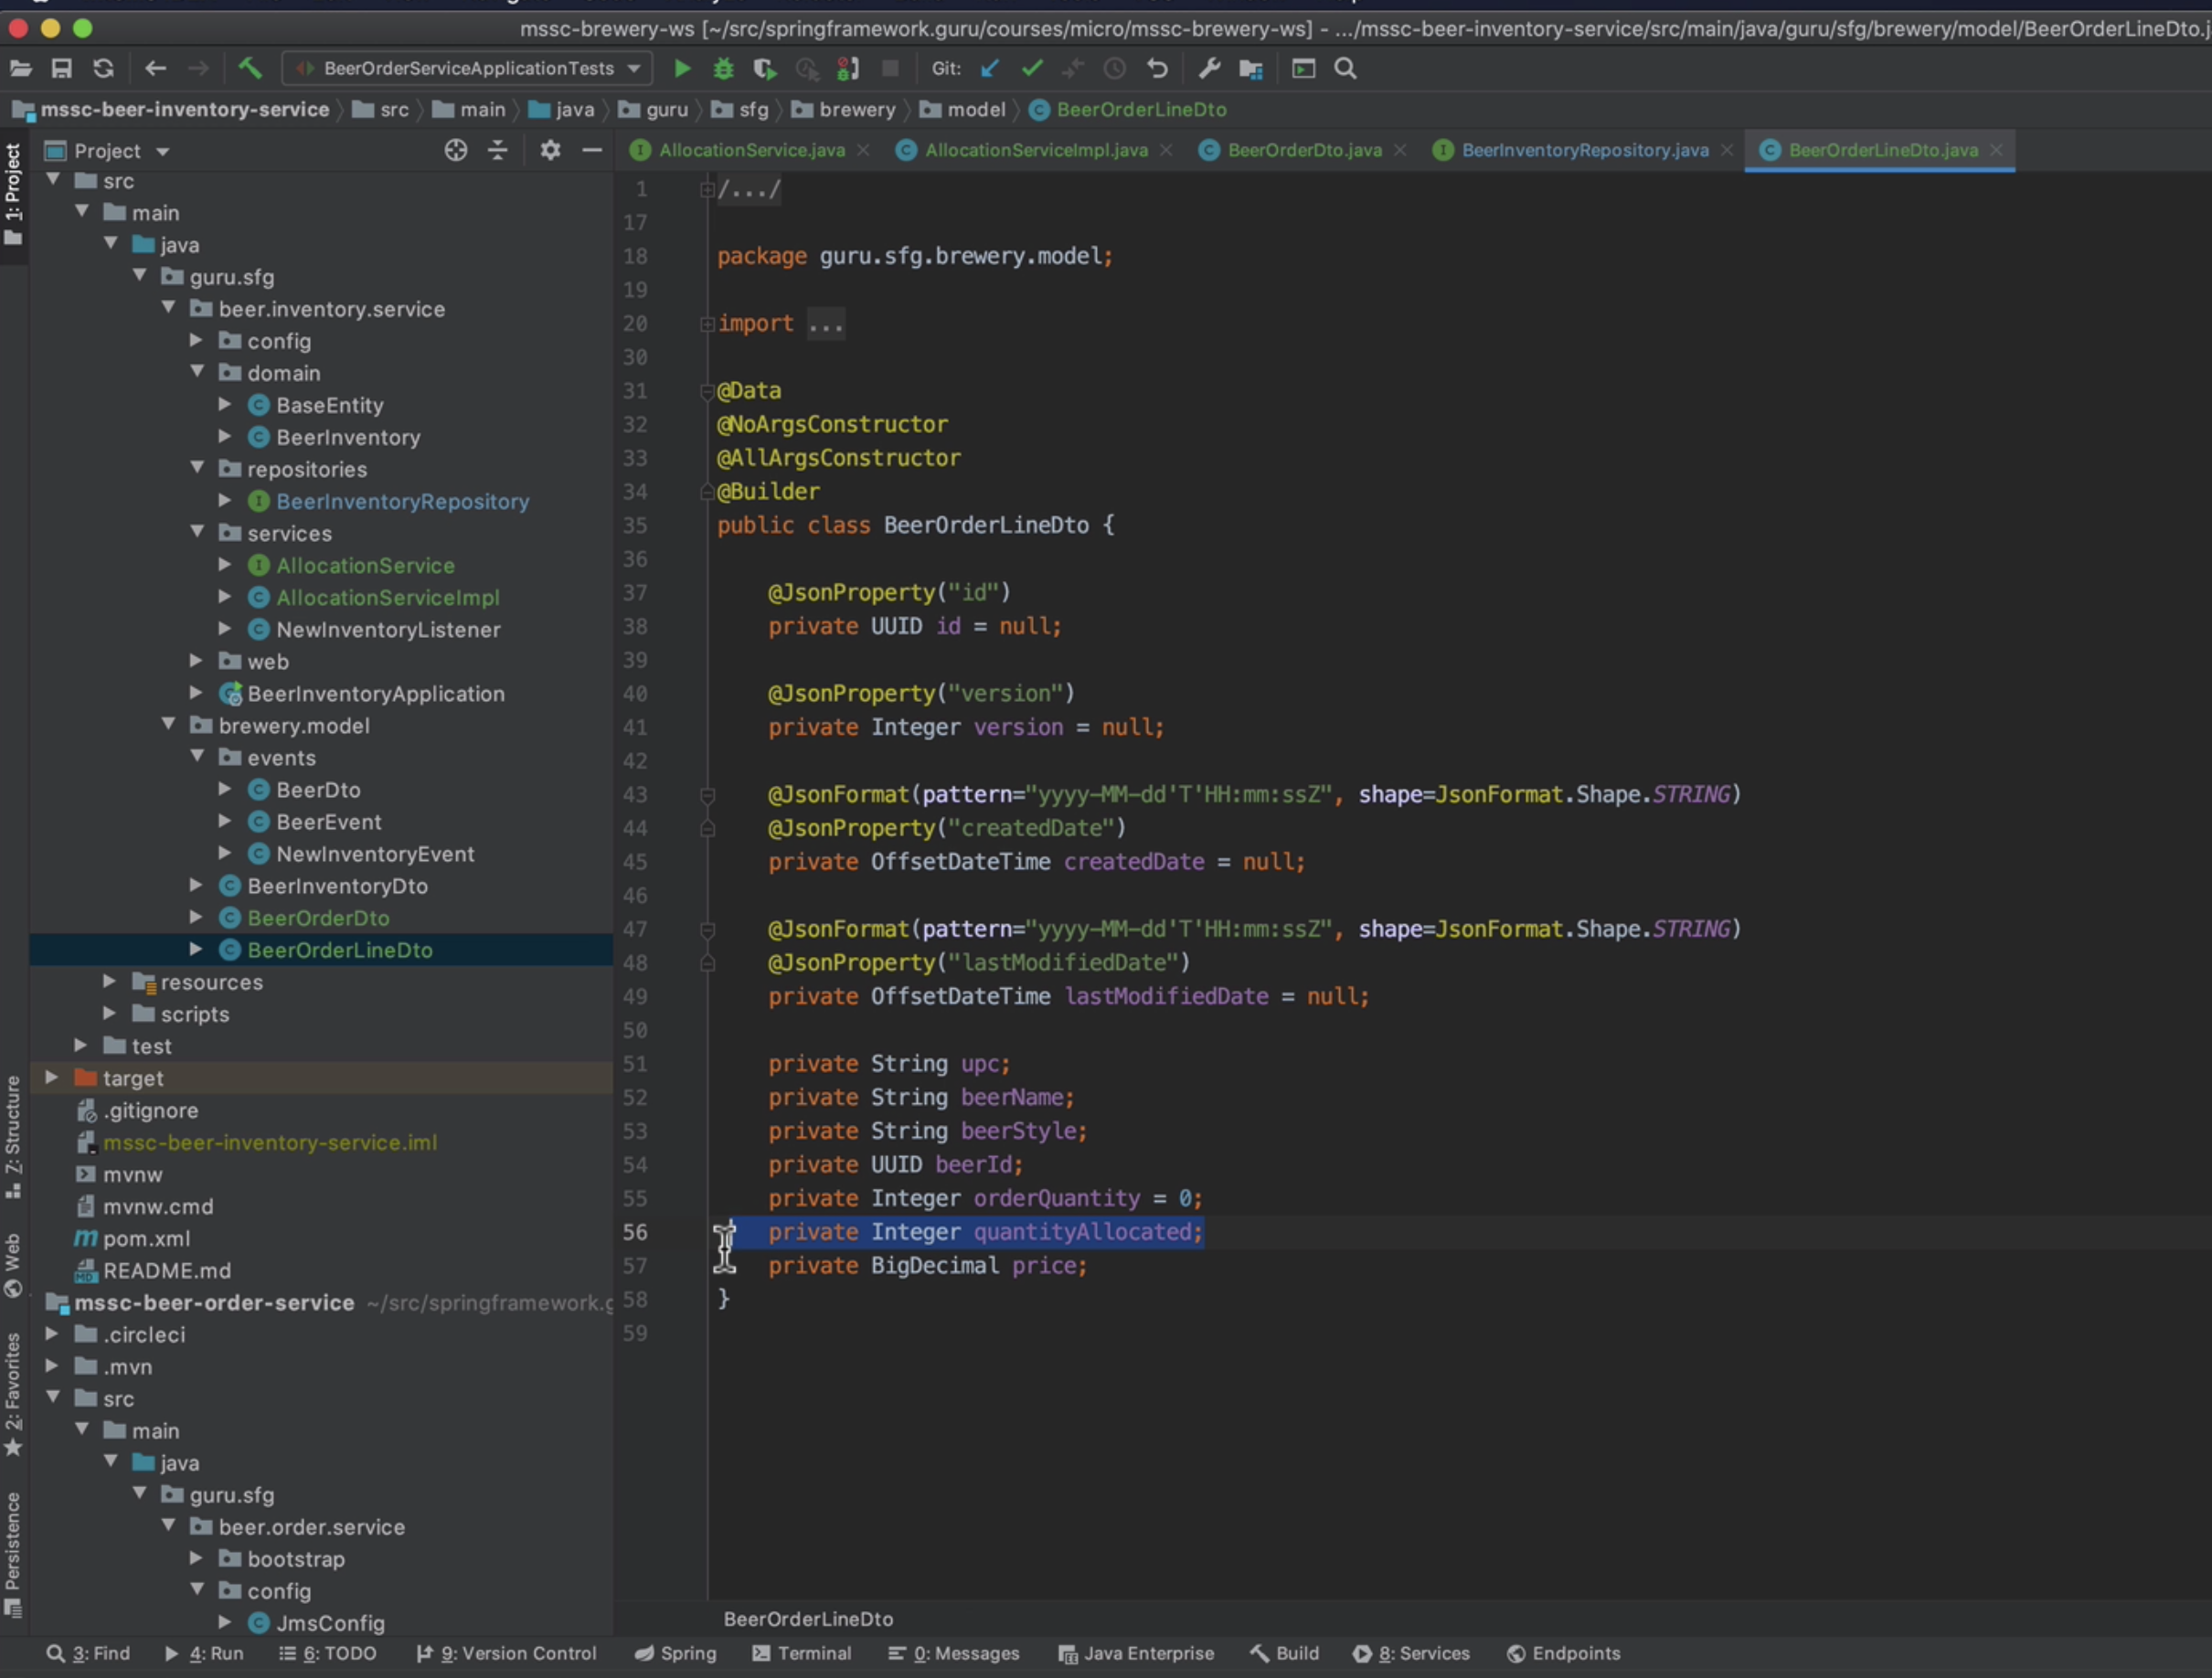 mssc-brewery-ws [~/src/springframework.guru/courses/micro/mssc-brewery-ws] - .../mssc-beer-inventory-service/src/main/java/guru/sfg/brewery/model/BeerOrderLineDto.j
BeerOrderServiceApplicationTests
Git:
mssc-beer-inventory-service src main java guru sfg brewery model BeerOrderLineDto
1: Project
Project
AllocationService.java AllocationServiceImpl.java BeerOrderDto.java BeerInventoryRepository.java BeerOrderLineDto.java
src
main
java
guru.sfg
beer.inventory.service
config
domain
BaseEntity
BeerInventory
repositories
BeerInventoryRepository
services
AllocationService
AllocationServiceImpl
NewInventoryListener
web
BeerInventoryApplication
brewery.model
events
BeerDto
BeerEvent
NewInventoryEvent
BeerInventoryDto
BeerOrderDto
BeerOrderLineDto
resources
scripts
test
target
.gitignore
mssc-beer-inventory-service.iml
mvnw
mvnw.cmd
pom.xml
README.md
mssc-beer-order-service ~/src/springframework.g
.circleci
.mvn
src
main
java
guru.sfg
beer.order.service
bootstrap
config
JmsConfig
Z: Structure
Web
2: Favorites
Persistence
1 /.../
17
18 package guru.sfg.brewery.model;
19
20 import ...
30
31 @Data
32 @NoArgsConstructor
33 @AllArgsConstructor
34 @Builder
35 public class BeerOrderLineDto {
36
37 @JsonProperty("id")
38 private UUID id = null;
39
40 @JsonProperty("version")
41 private Integer version = null;
42
43 @JsonFormat(pattern="yyyy-MM-dd'T'HH:mm:ssZ", shape=JsonFormat.Shape.STRING)
44 @JsonProperty("createdDate")
45 private OffsetDateTime createdDate = null;
46
47 @JsonFormat(pattern="yyyy-MM-dd'T'HH:mm:ssZ", shape=JsonFormat.Shape.STRING)
48 @JsonProperty("lastModifiedDate")
49 private OffsetDateTime lastModifiedDate = null;
50
51 private String upc;
52 private String beerName;
53 private String beerStyle;
54 private UUID beerId;
55 private Integer orderQuantity = 0;
56 private Integer quantityAllocated;
57 private BigDecimal price;
58 }
59
BeerOrderLineDto
3: Find 4: Run 6: TODO 9: Version Control Spring Terminal 0: Messages Java Enterprise Build 8: Services Endpoints